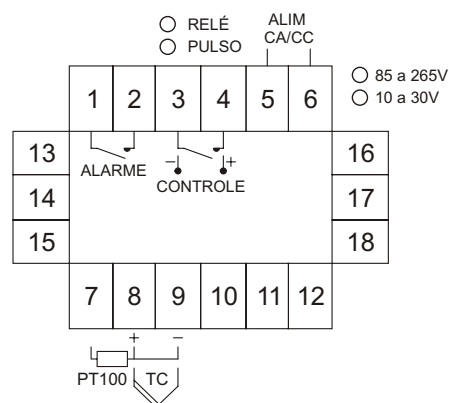 RELÉ
PULSO
ALIM
CA/CC
85 a 265V
10 a 30V
1 2 3 4 5 6
13 16
ALARME
− +
CONTROLE
14 17
15 18
7 8 9 10 11 12
+ −
PT100 TC